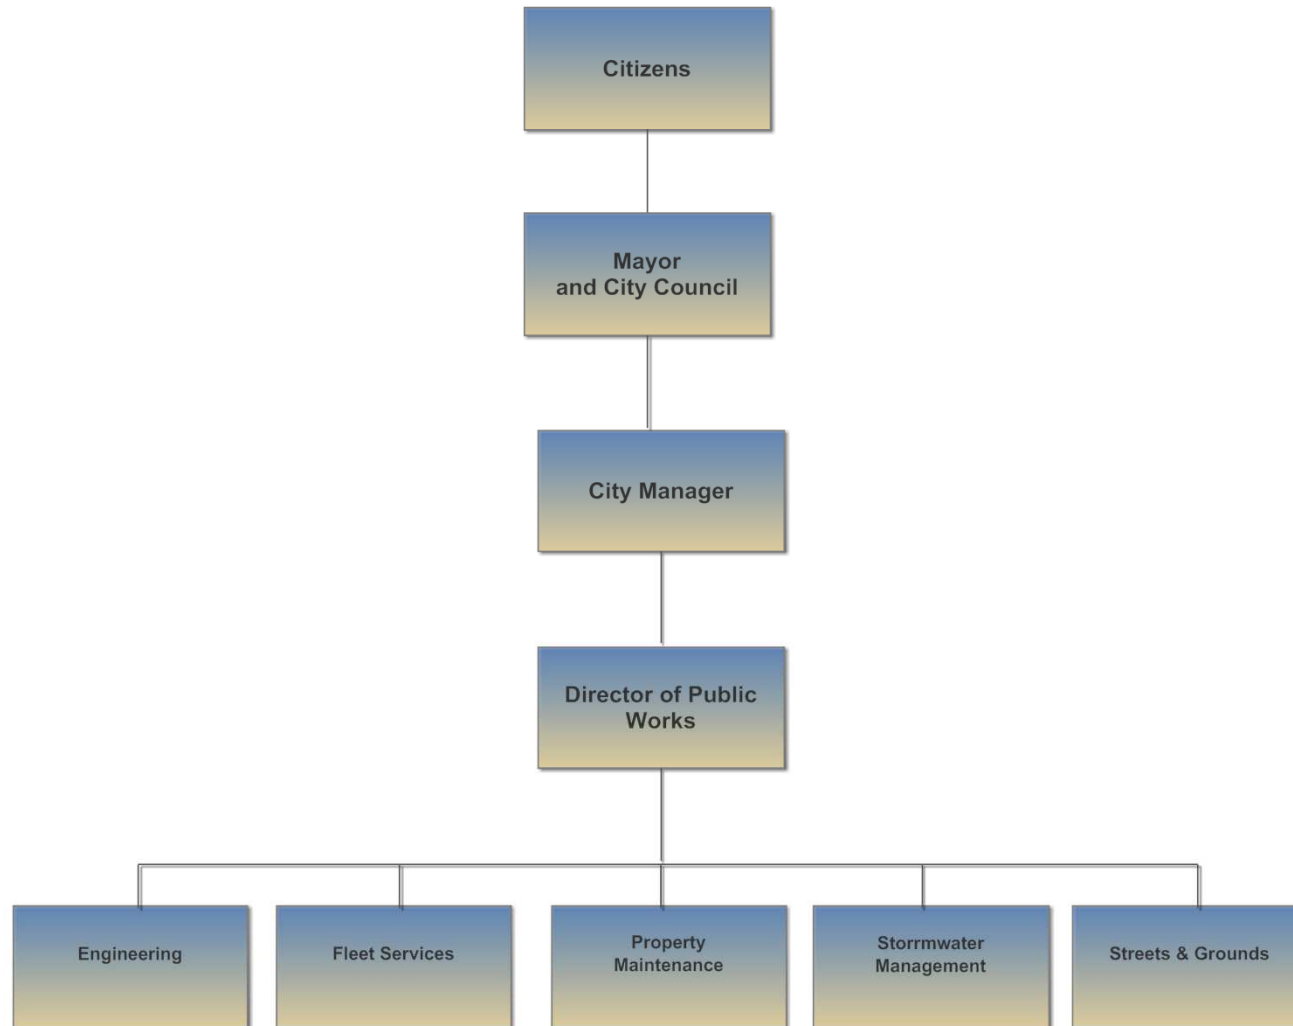 Citizens
Mayor
and City Council
City Manager
Director of Public
Works
Engineering
Fleet Services
Property
Maintenance
Storrmwater
Management
Streets & Grounds